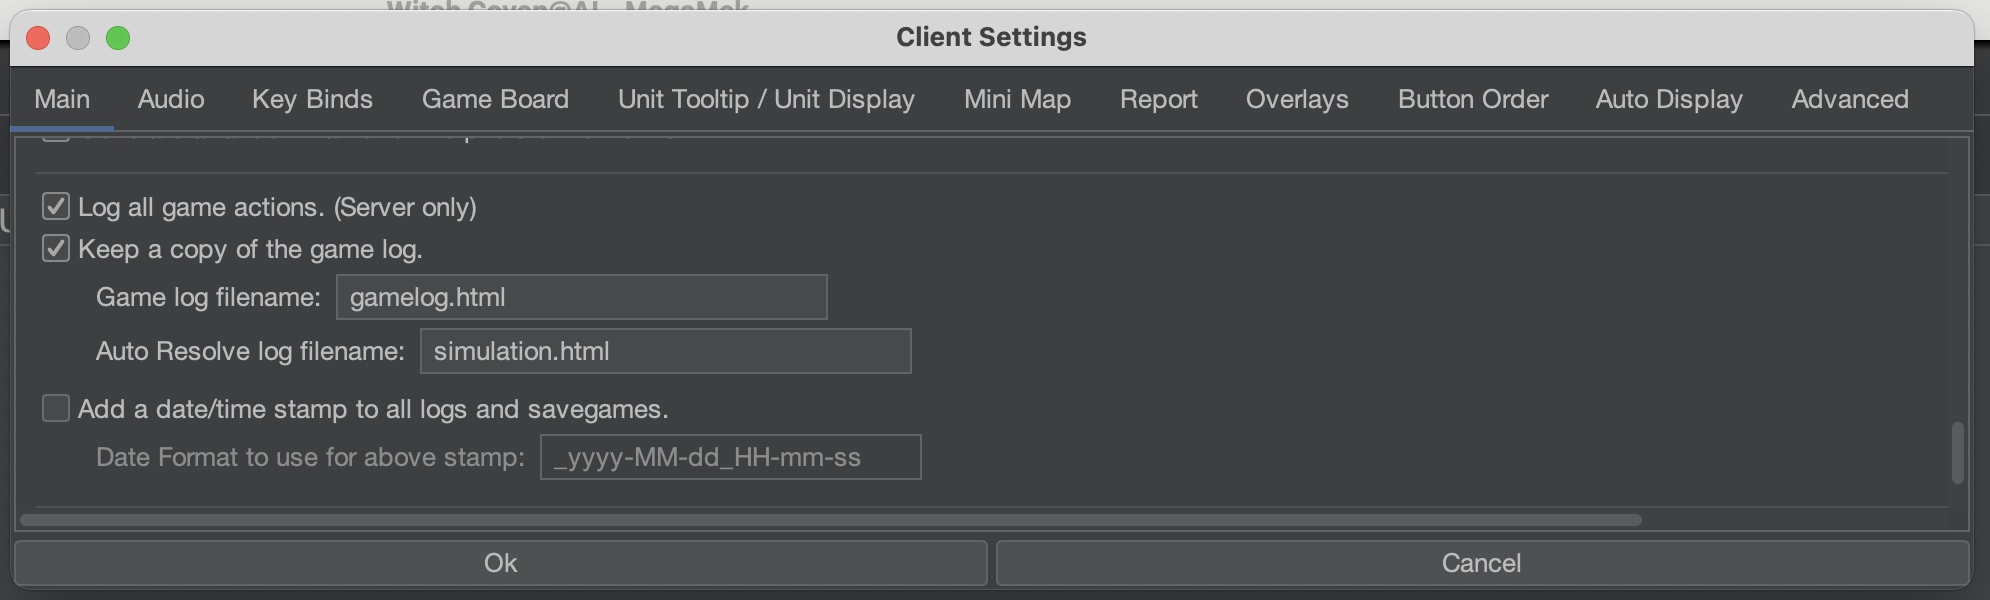 Client Settings
Main Audio Key Binds Game Board Unit Tooltip / Unit Display Mini Map Report Overlays Button Order Auto Display Advanced
Log all game actions. (Server only)
Keep a copy of the game log.
Game log filename: gamelog.html
Auto Resolve log filename: simulation.html
Add a date/time stamp to all logs and savegames.
Date Format to use for above stamp: _yyyy-MM-dd_HH-mm-ss
Ok Cancel